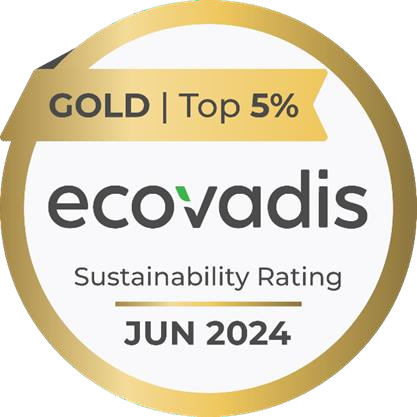 GOLD | Top 5%
ecovadis
Sustainability Rating
JUN 2024